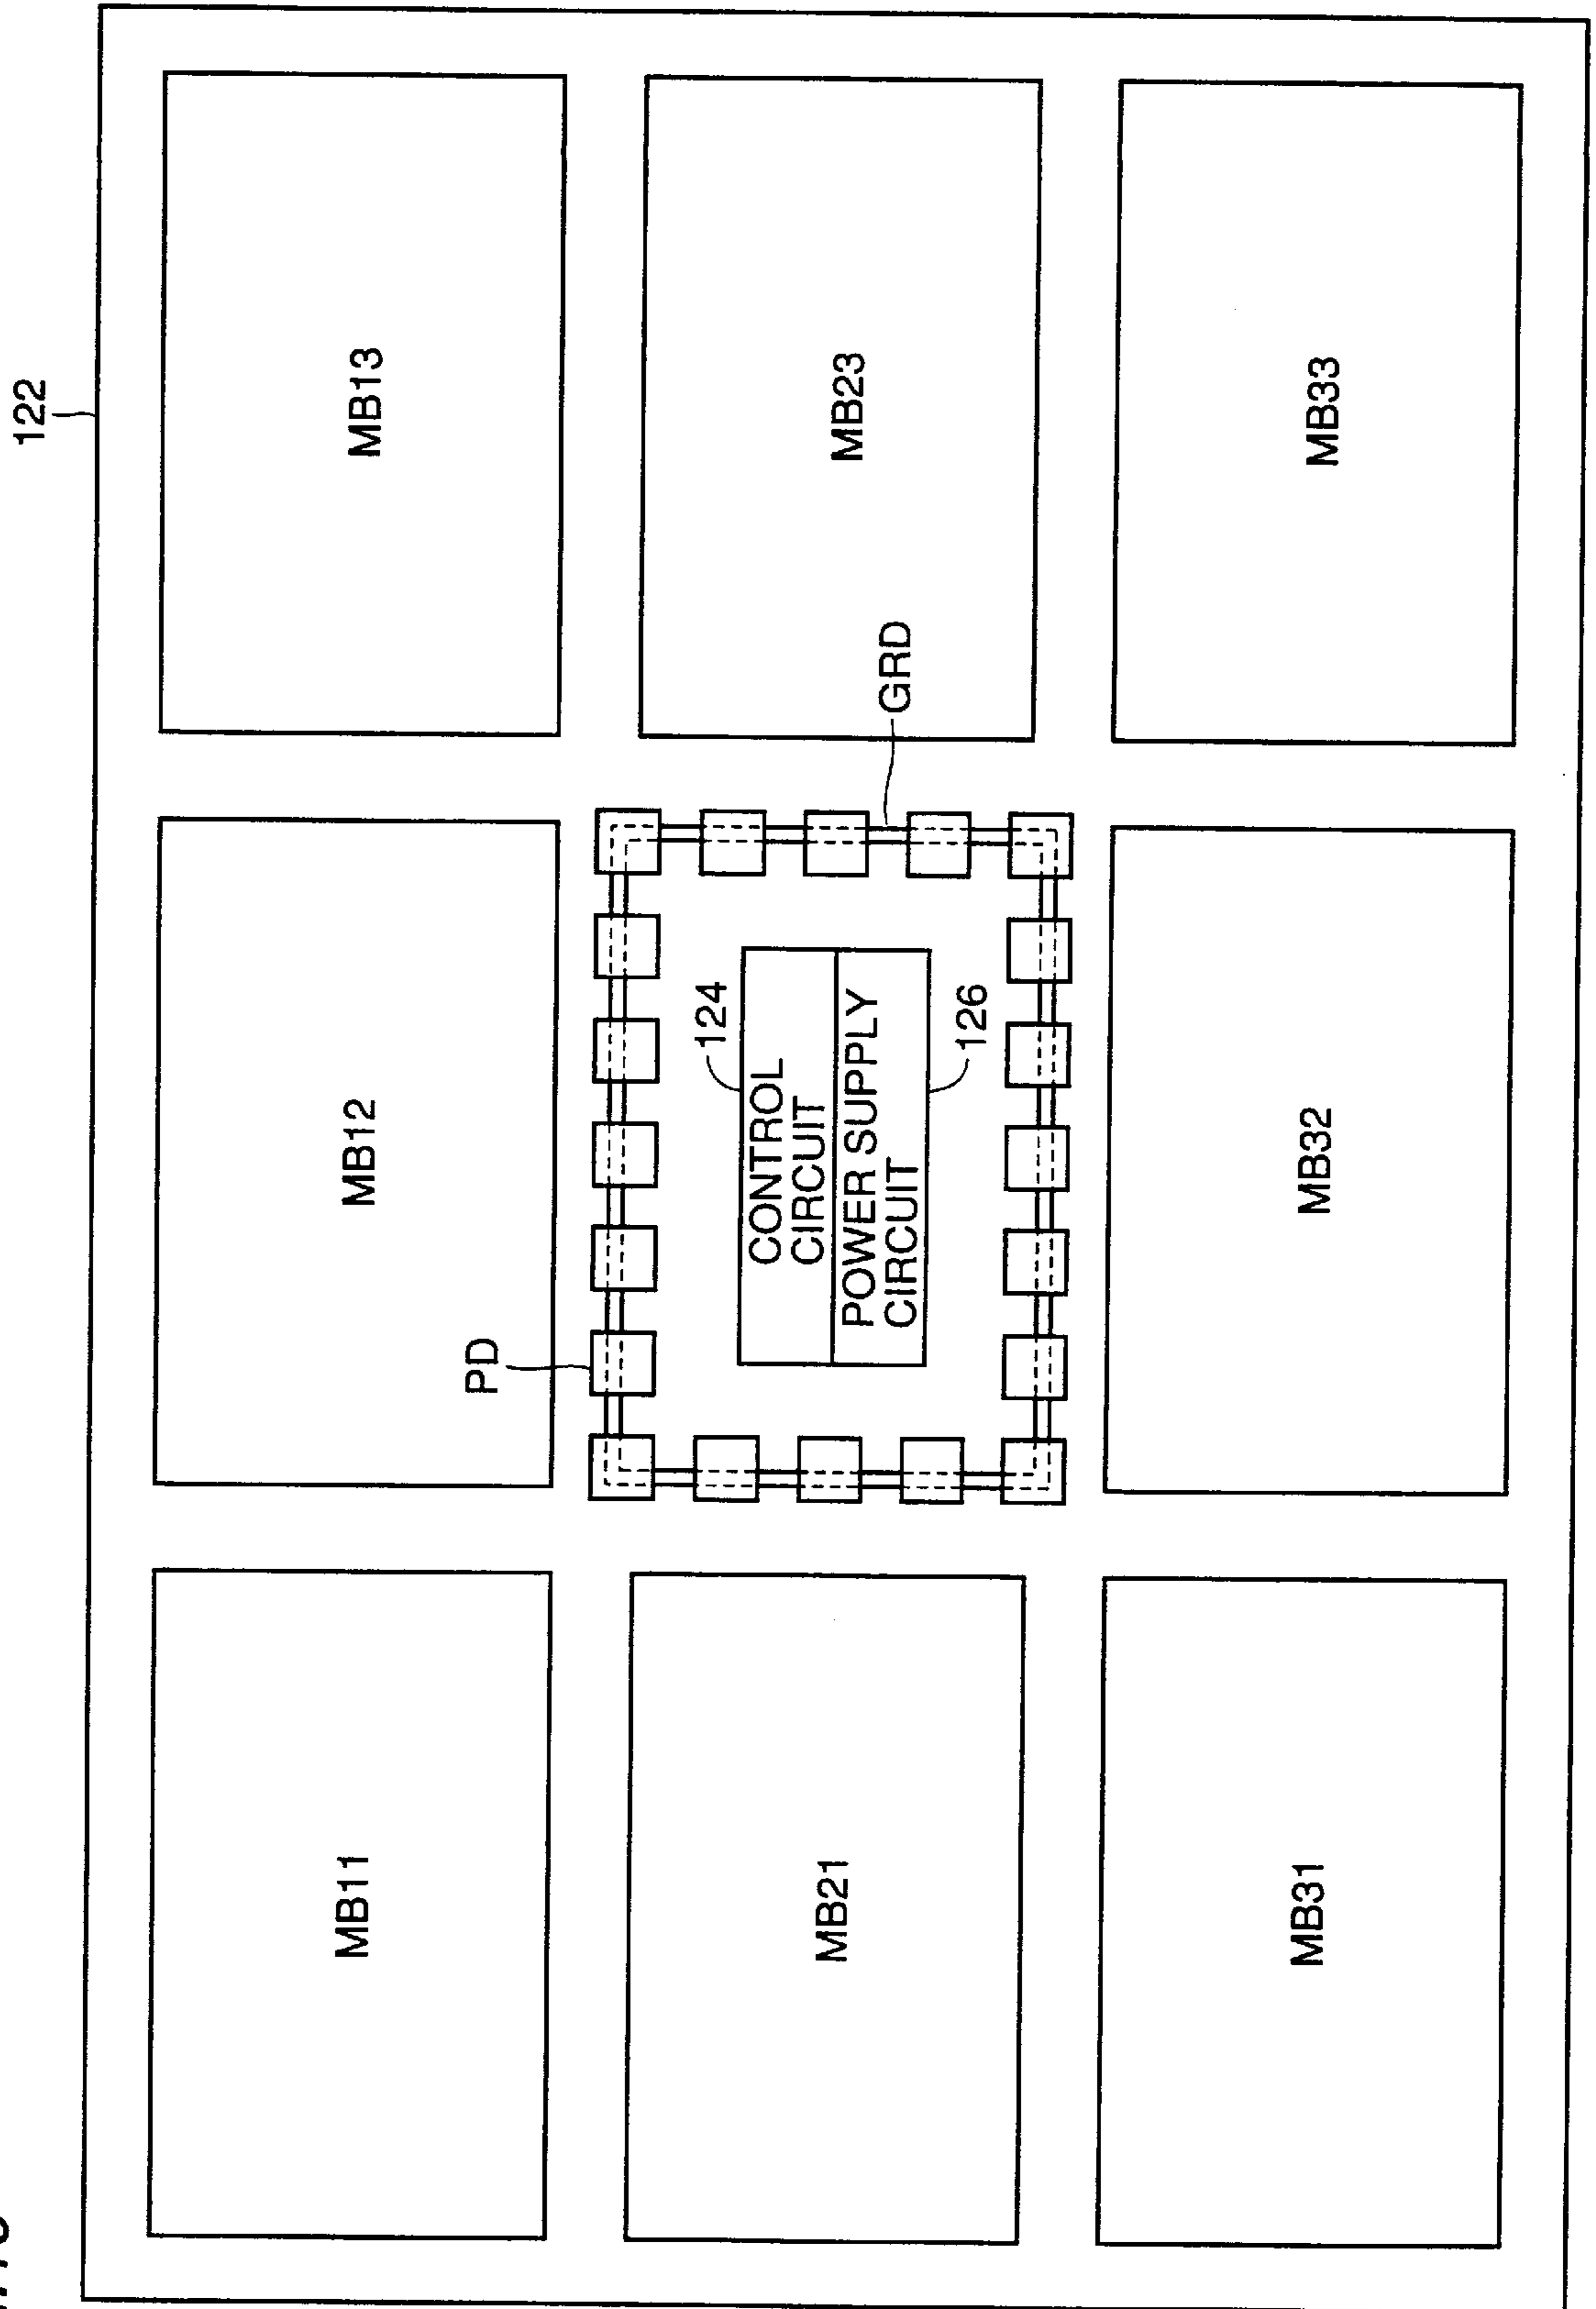 122
MB11
MB12
MB13
PD
124
CONTROL
CIRCUIT
POWER SUPPLY
CIRCUIT
126
GRD
MB21
MB23
MB31
MB32
MB33